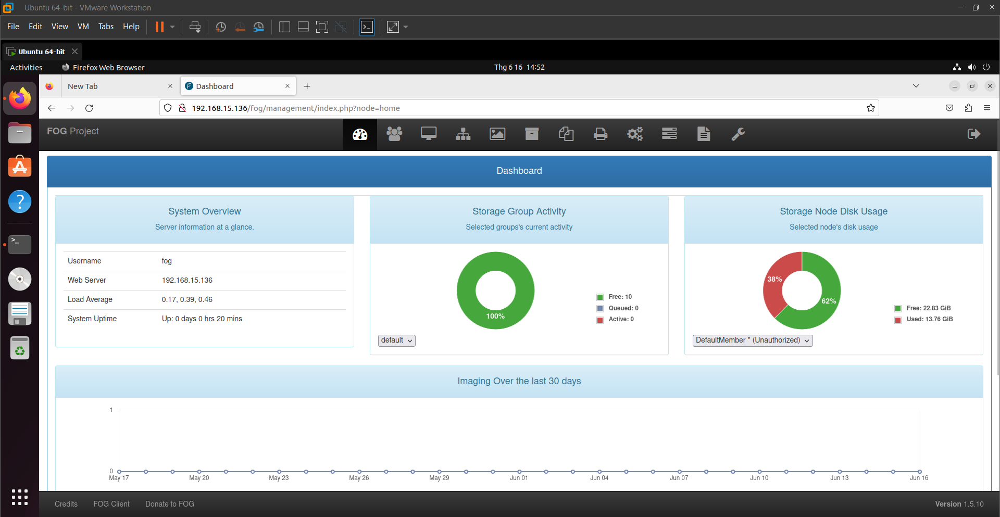 Ubuntu 64-bit - VMware Workstation
File Edit View VM Tabs Help
Ubuntu 64-bit
Activities Firefox Web Browser Thg 6 16 14:52
New Tab Dashboard
192.168.15.136/fog/management/index.php?node=home
FOG Project
Dashboard
System Overview
Server information at a glance.
Username fog
Web Server 192.168.15.136
Load Average 0.17, 0.39, 0.46
System Uptime Up: 0 days 0 hrs 20 mins
Storage Group Activity
Selected groups's current activity
100%
Free: 10
Queued: 0
Active: 0
default
Storage Node Disk Usage
Selected node's disk usage
38%
62%
Free: 22.83 GiB
Used: 13.76 GiB
DefaultMember * (Unauthorized)
Imaging Over the last 30 days
1
0
May 17 May 20 May 23 May 26 May 29 Jun 01 Jun 04 Jun 07 Jun 10 Jun 13 Jun 16
Credits FOG Client Donate to FOG Version 1.5.10